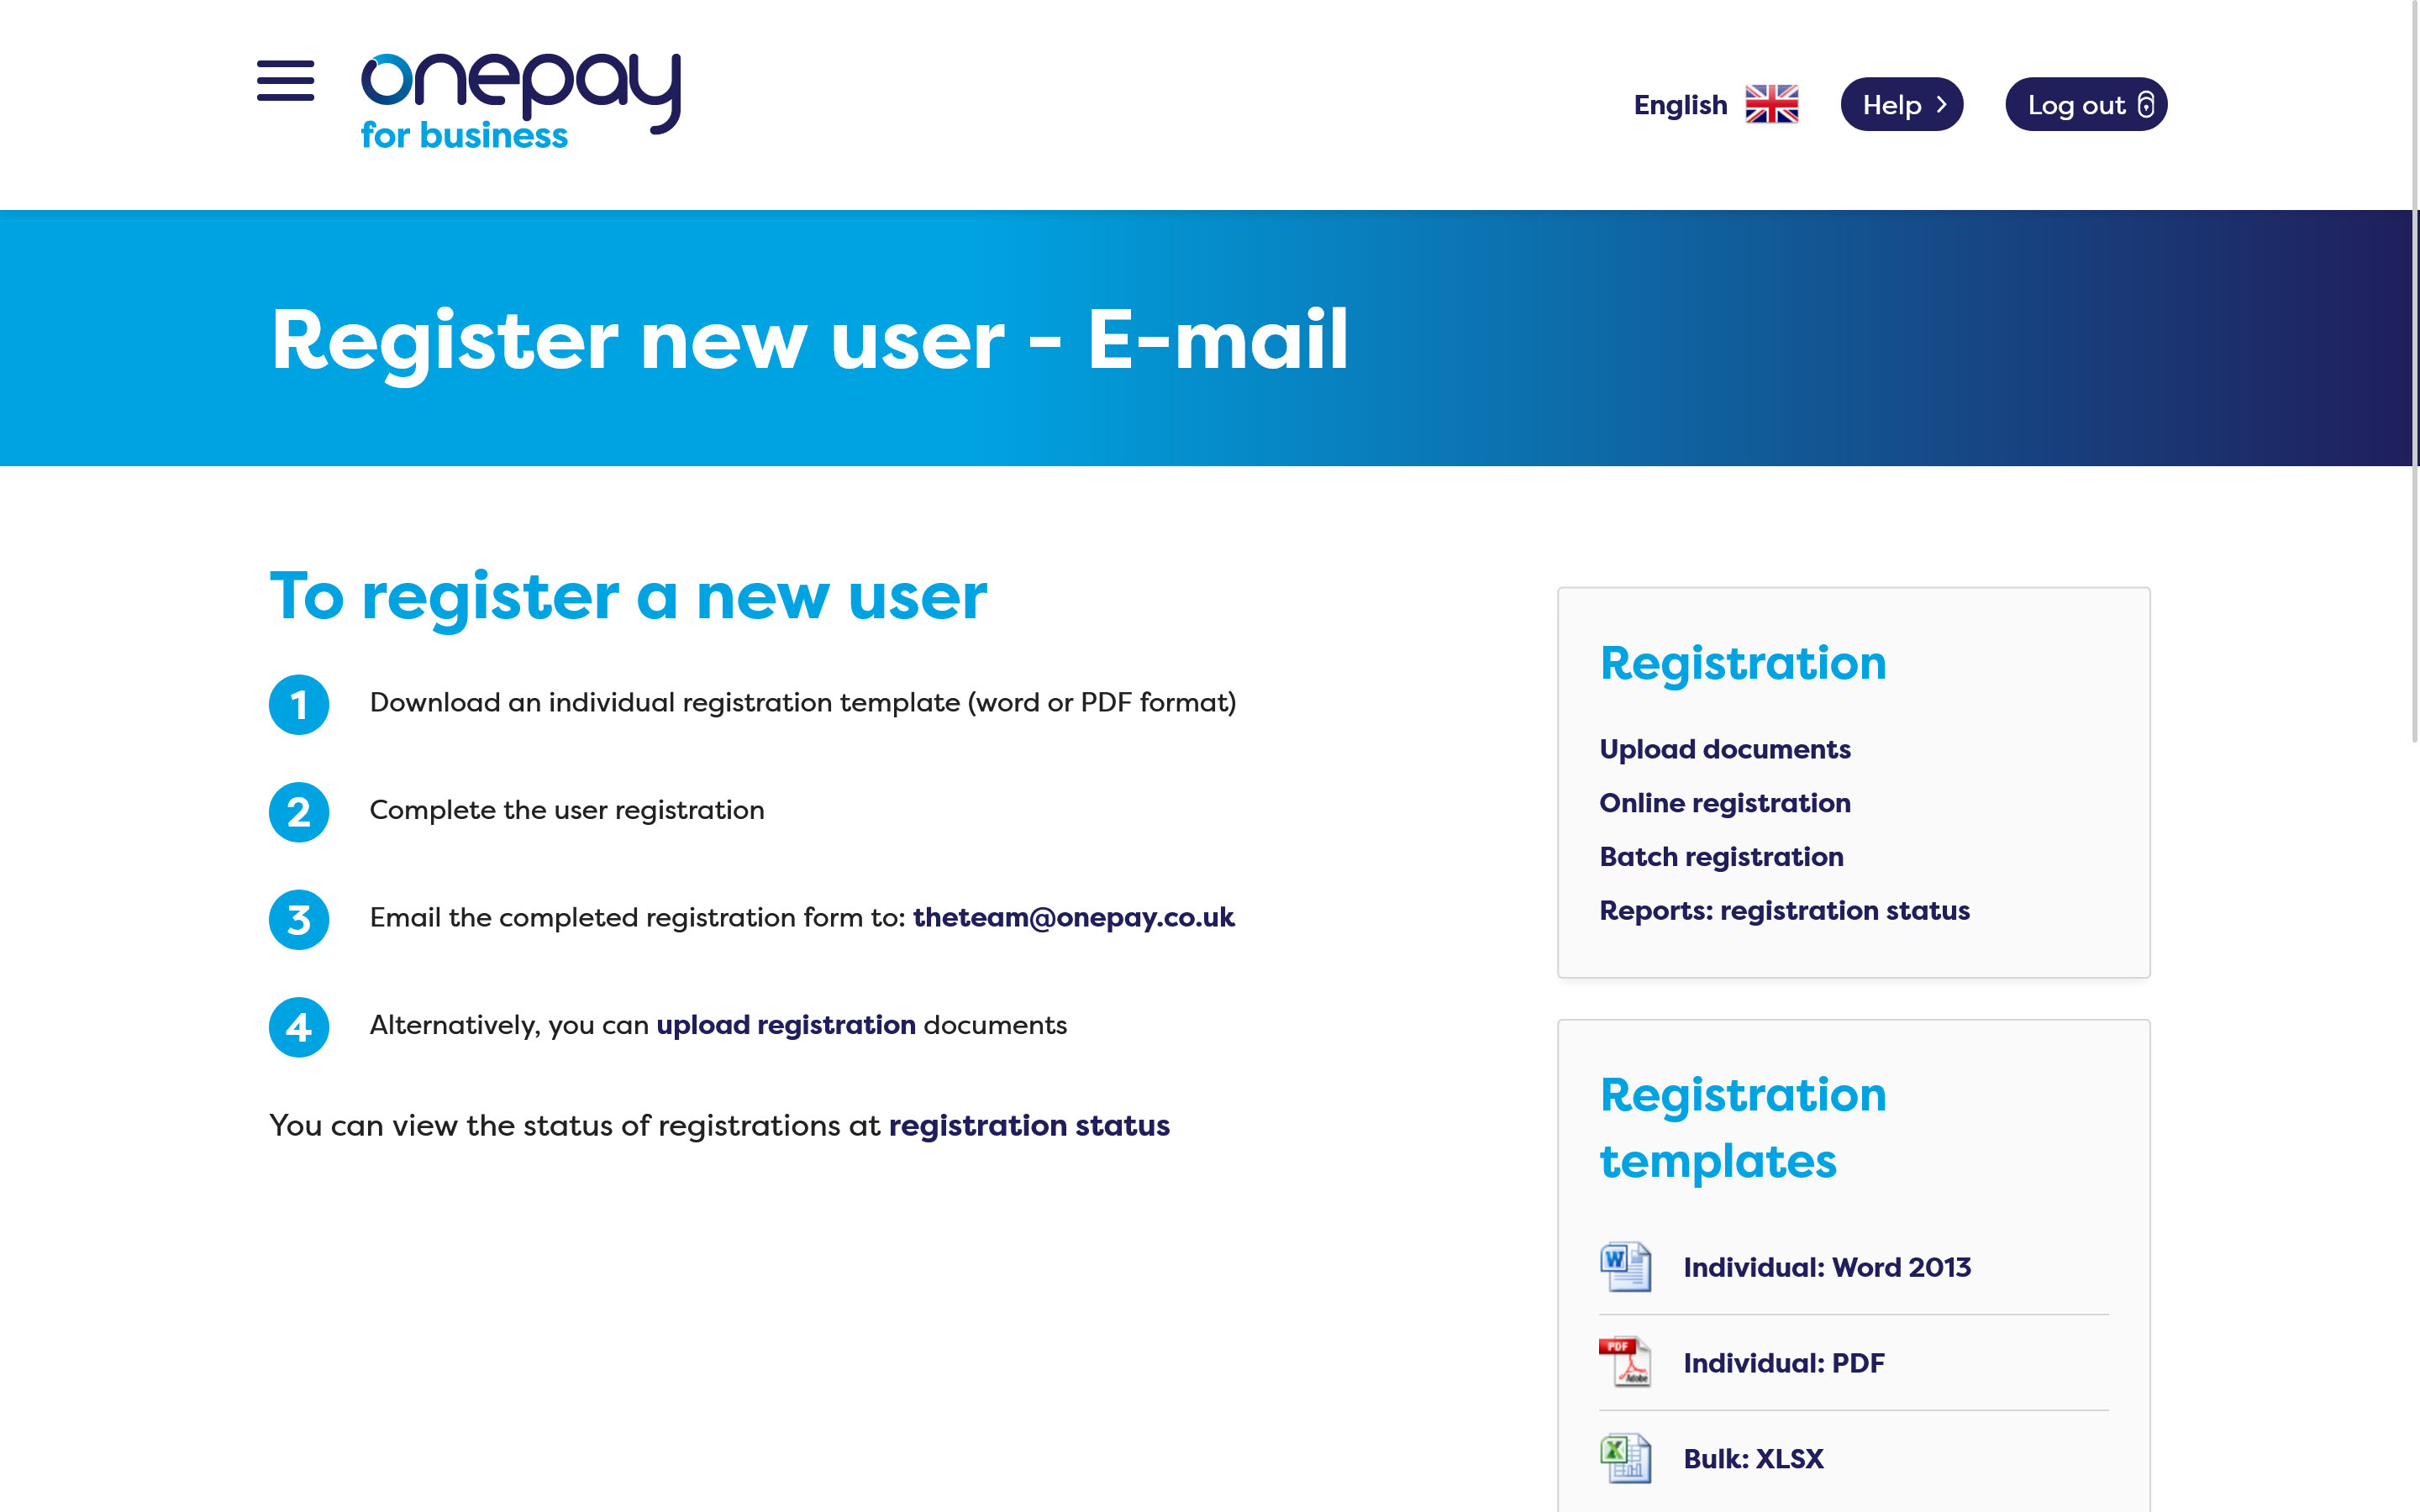 onepay
for business
English
Help
Log out
Register new user - E-mail
To register a new user
1 Download an individual registration template (word or PDF format)
2 Complete the user registration
3 Email the completed registration form to: theteam@onepay.co.uk
4 Alternatively, you can upload registration documents
You can view the status of registrations at registration status
Registration
Upload documents
Online registration
Batch registration
Reports: registration status
Registration
templates
W
Individual: Word 2013
PDF
Adobe
Individual: PDF
X
Bulk: XLSX